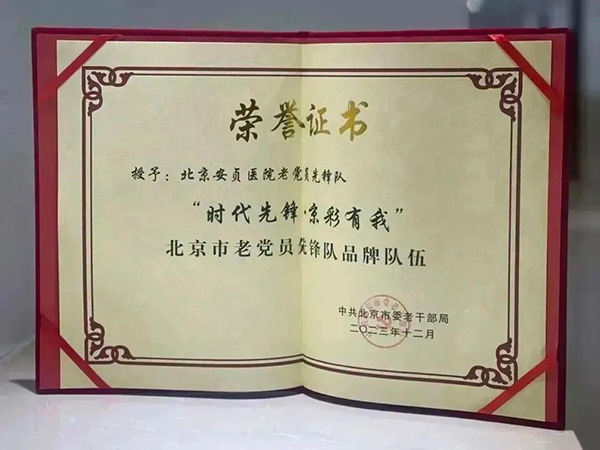 荣誉证书
授予：北京安贞医院老党员先锋队
“时代先锋·京彩有我”
北京市老党员先锋队品牌队伍
中共北京市委老干部局
二〇二三年十二月